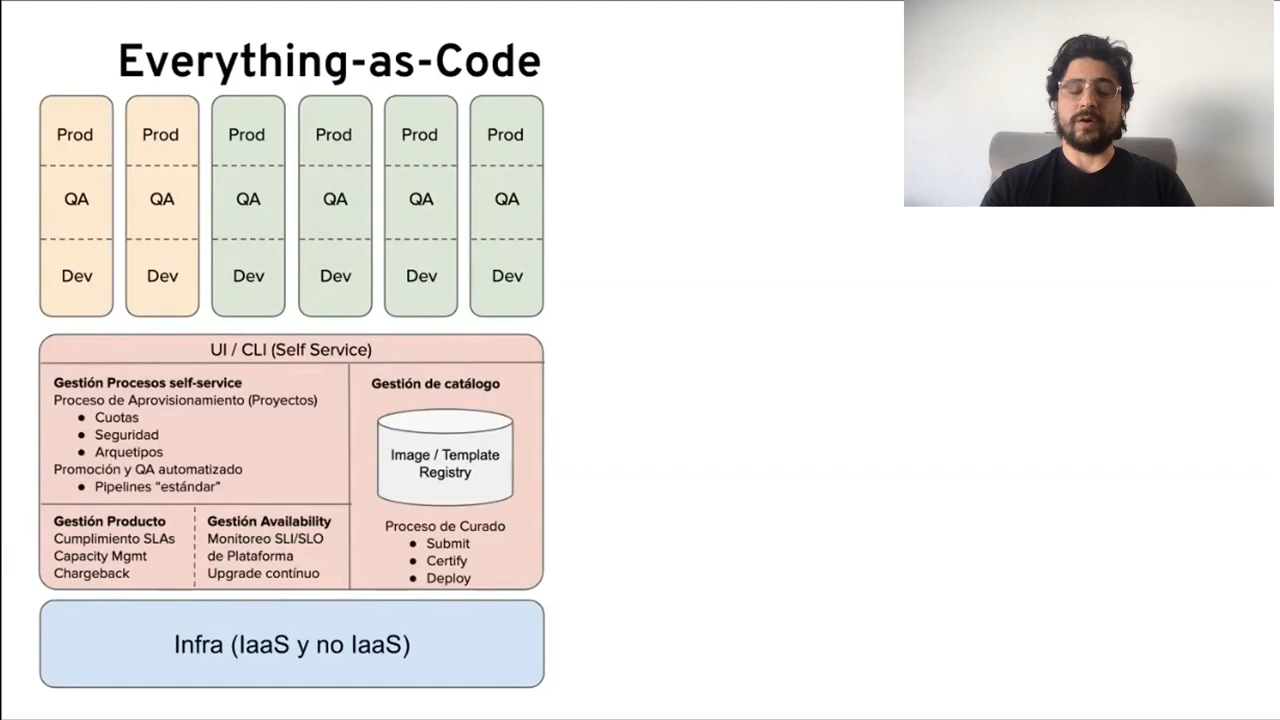 Everything-as-Code
Prod Prod Prod Prod Prod Prod
QA QA QA QA QA QA
Dev Dev Dev Dev Dev Dev
UI / CLI (Self Service)
Gestión Procesos self-service
Proceso de Aprovisionamiento (Proyectos)
● Cuotas
● Seguridad
● Arquetipos
Promoción y QA automatizado
● Pipelines “estándar”
Gestión Producto
Cumplimiento SLAs
Capacity Mgmt
Chargeback
Gestión Availability
Monitoreo SLI/SLO
de Plataforma
Upgrade contínuo
Gestión de catálogo
Image / Template
Registry
Proceso de Curado
● Submit
● Certify
● Deploy
Infra (IaaS y no IaaS)